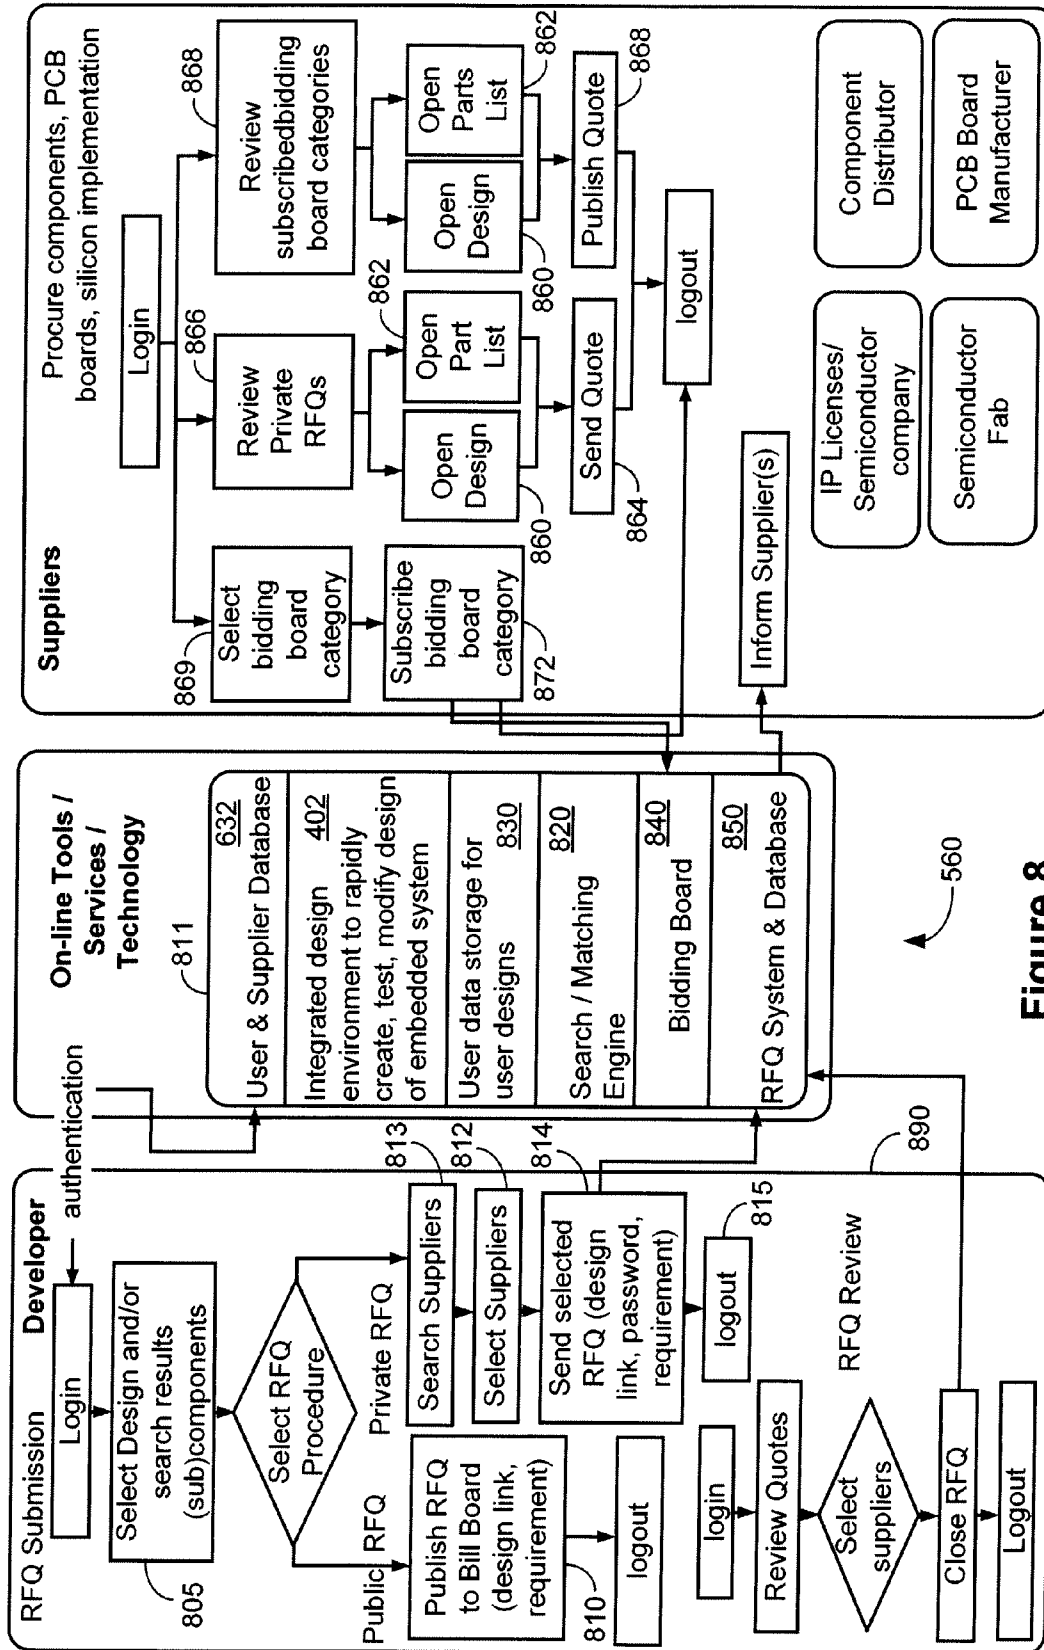 RFQ Submission
Developer
Login
authentication
Select Design and/or
search results
(sub)components
805
Select RFQ
Procedure
Public RFQ
Private RFQ
Publish RFQ
to Bill Board
(design link,
requirement)
810
logout
Search Suppliers
813
Select Suppliers
812
Send selected
RFQ (design
link, password,
requirement)
814
logout
815
login
Review Quotes
Select
suppliers
Close RFQ
Logout
RFQ Review
890
On-line Tools /
Services /
Technology
811
User & Supplier Database
632
Integrated design
402
environment to rapidly
create, test, modify design
of embedded system
User data storage for
user designs
830
Search / Matching
Engine
820
840
Bidding Board
850
RFQ System & Database
560
Figure 8
Suppliers
Procure components, PCB
boards, silicon implementation
Login
869
Select
bidding
board
category
Subscribe
bidding
board
category
872
866
Review
Private
RFQs
Open
Design
860
Open
Part
List
862
Send Quote
864
868
Review
subscribedbidding
board categories
Open
Design
860
Open
Parts
List
862
Publish Quote
868
logout
Inform Supplier(s)
IP Licenses/
Semiconductor
company
Component
Distributor
Semiconductor
Fab
PCB Board
Manufacturer